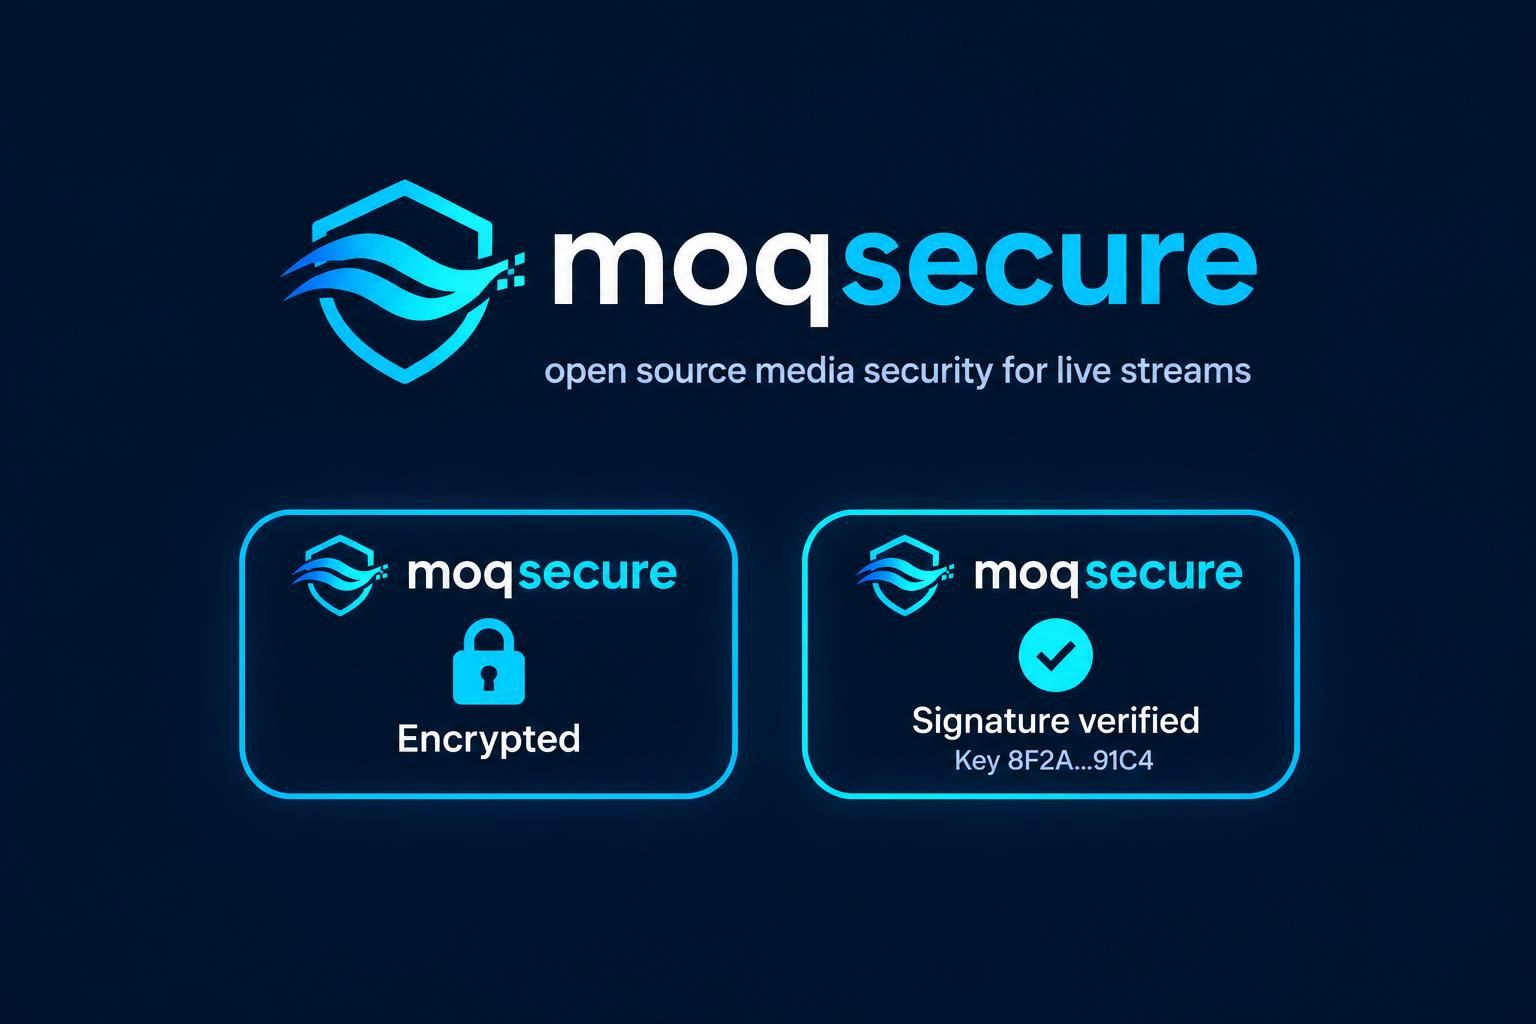 moqsecure
open source media security for live streams
moqsecure
Encrypted
moqsecure
Signature verified
Key 8F2A...91C4